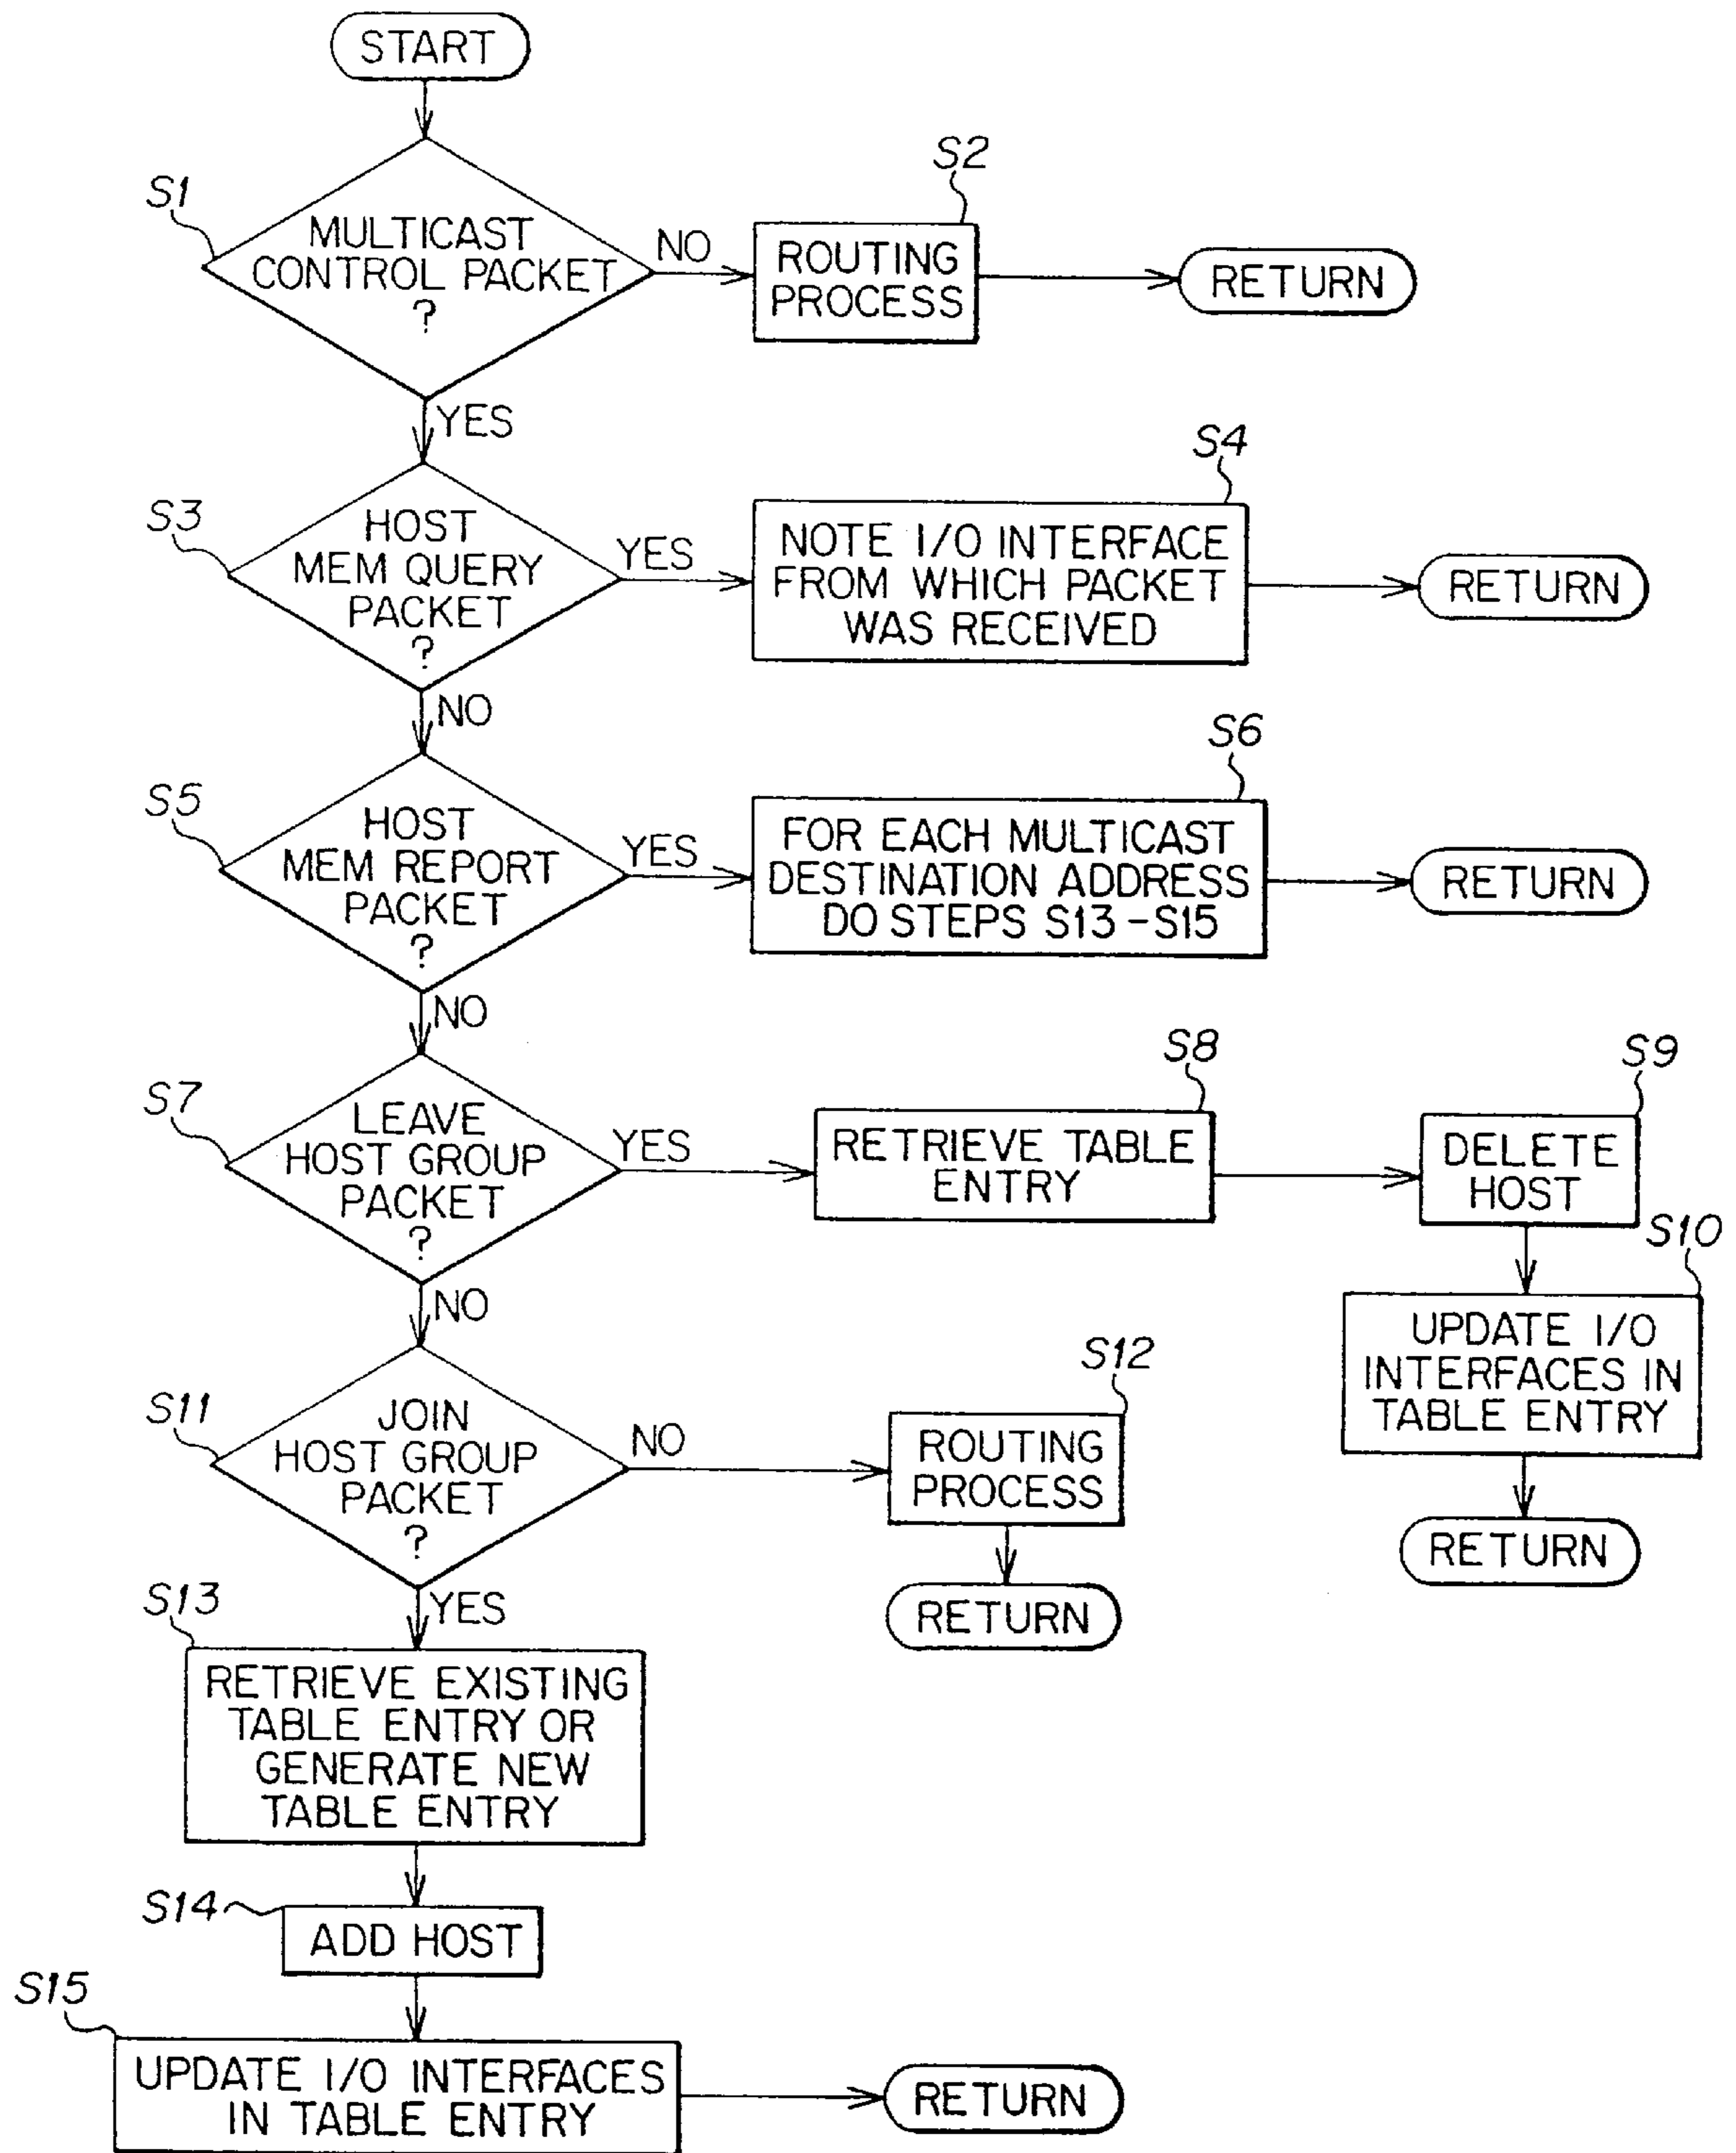 START
S1
MULTICAST
CONTROL PACKET
?
NO
S2
ROUTING
PROCESS
RETURN
YES
S3
HOST
MEM QUERY
PACKET
?
YES
S4
NOTE I/O INTERFACE
FROM WHICH PACKET
WAS RECEIVED
RETURN
NO
S5
HOST
MEM REPORT
PACKET
?
YES
S6
FOR EACH MULTICAST
DESTINATION ADDRESS
DO STEPS S13-S15
RETURN
NO
S7
LEAVE
HOST GROUP
PACKET
?
YES
S8
RETRIEVE TABLE
ENTRY
S9
DELETE
HOST
S10
UPDATE I/O
INTERFACES IN
TABLE ENTRY
RETURN
NO
S11
JOIN
HOST GROUP
PACKET
?
NO
S12
ROUTING
PROCESS
RETURN
YES
S13
RETRIEVE EXISTING
TABLE ENTRY OR
GENERATE NEW
TABLE ENTRY
S14
ADD HOST
S15
UPDATE I/O INTERFACES
IN TABLE ENTRY
RETURN